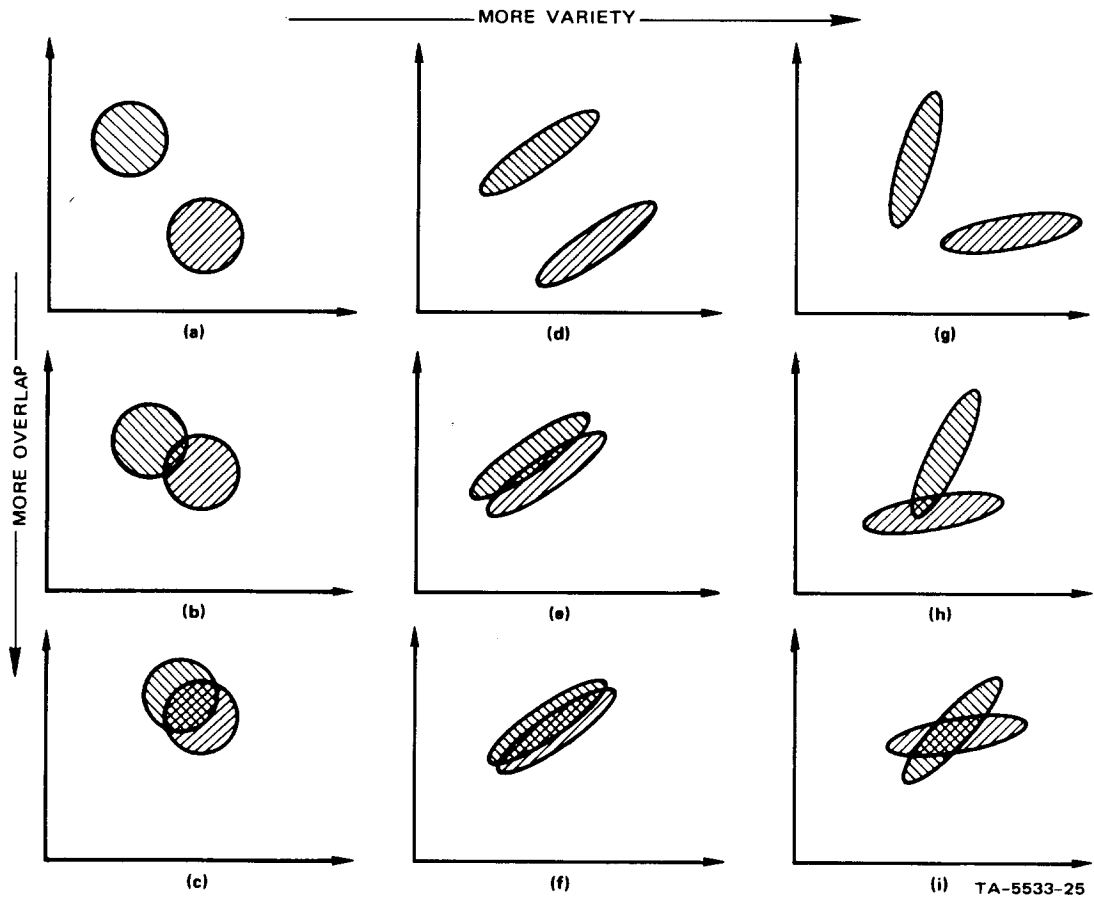 MORE VARIETY
MORE OVERLAP
(a)
(d)
(g)
(b)
(e)
(h)
(c)
(f)
(i)
TA-5533-25